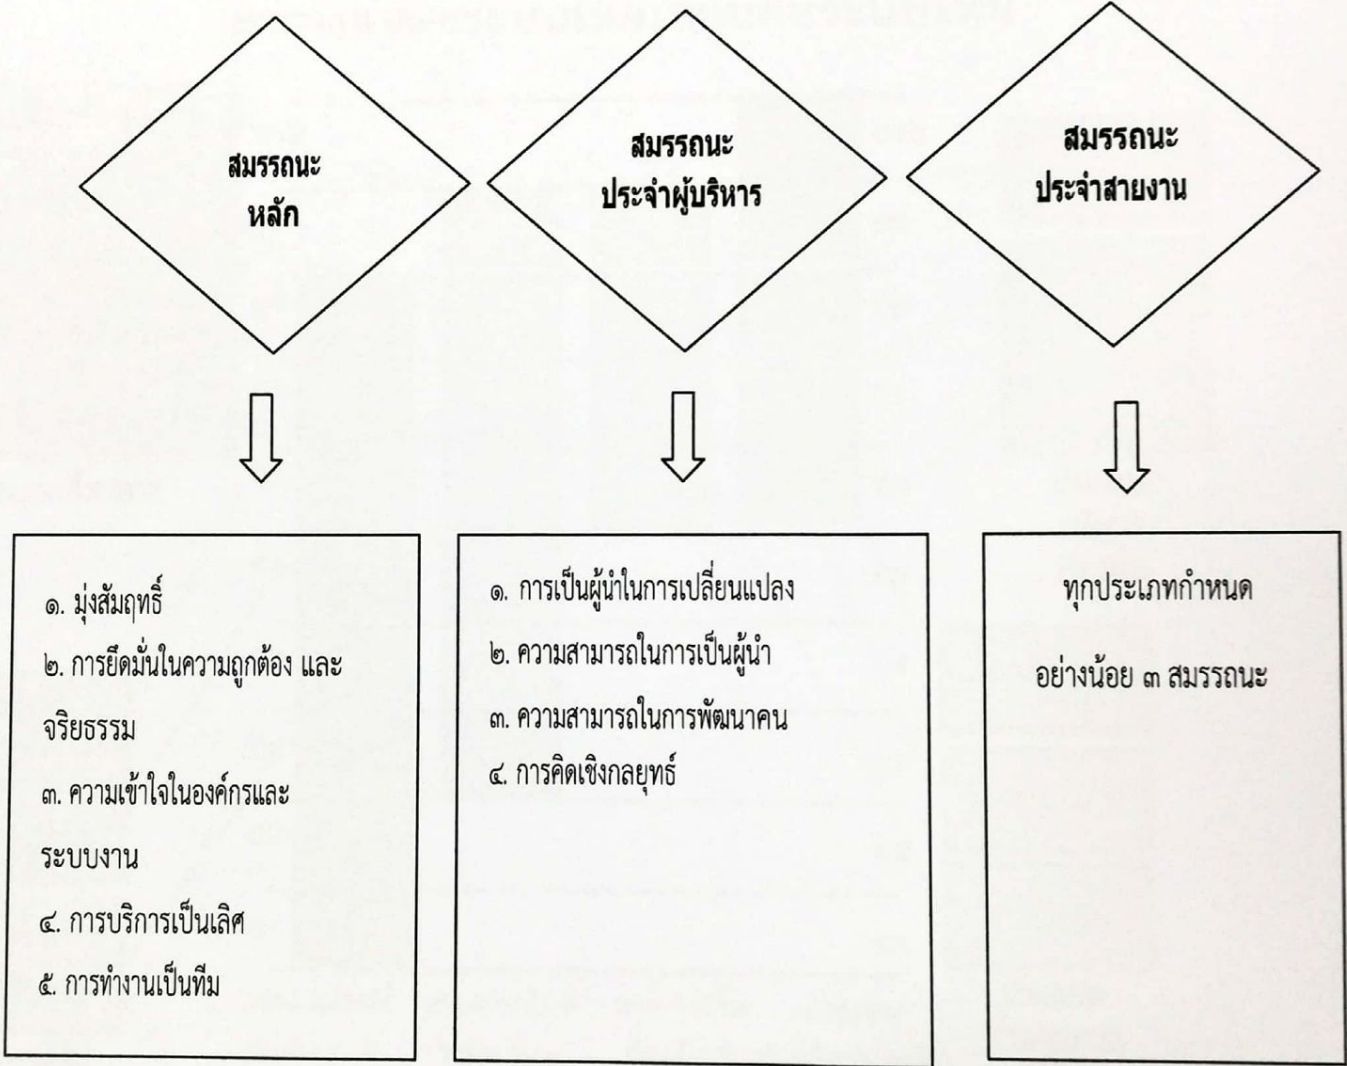 สมรรถนะ
หลัก
สมรรถนะ
ประจำผู้บริหาร
สมรรถนะ
ประจำสายงาน
๑. มุ่งสัมฤทธิ์
๒. การยึดมั่นในความถูกต้อง และ
จริยธรรม
๓. ความเข้าใจในองค์กรและ
ระบบงาน
๔. การบริการเป็นเลิศ
๕. การทำงานเป็นทีม
๑. การเป็นผู้นำในการเปลี่ยนแปลง
๒. ความสามารถในการเป็นผู้นำ
๓. ความสามารถในการพัฒนาคน
๔. การคิดเชิงกลยุทธ์
ทุกประเภทกำหนด
อย่างน้อย ๓ สมรรถนะ